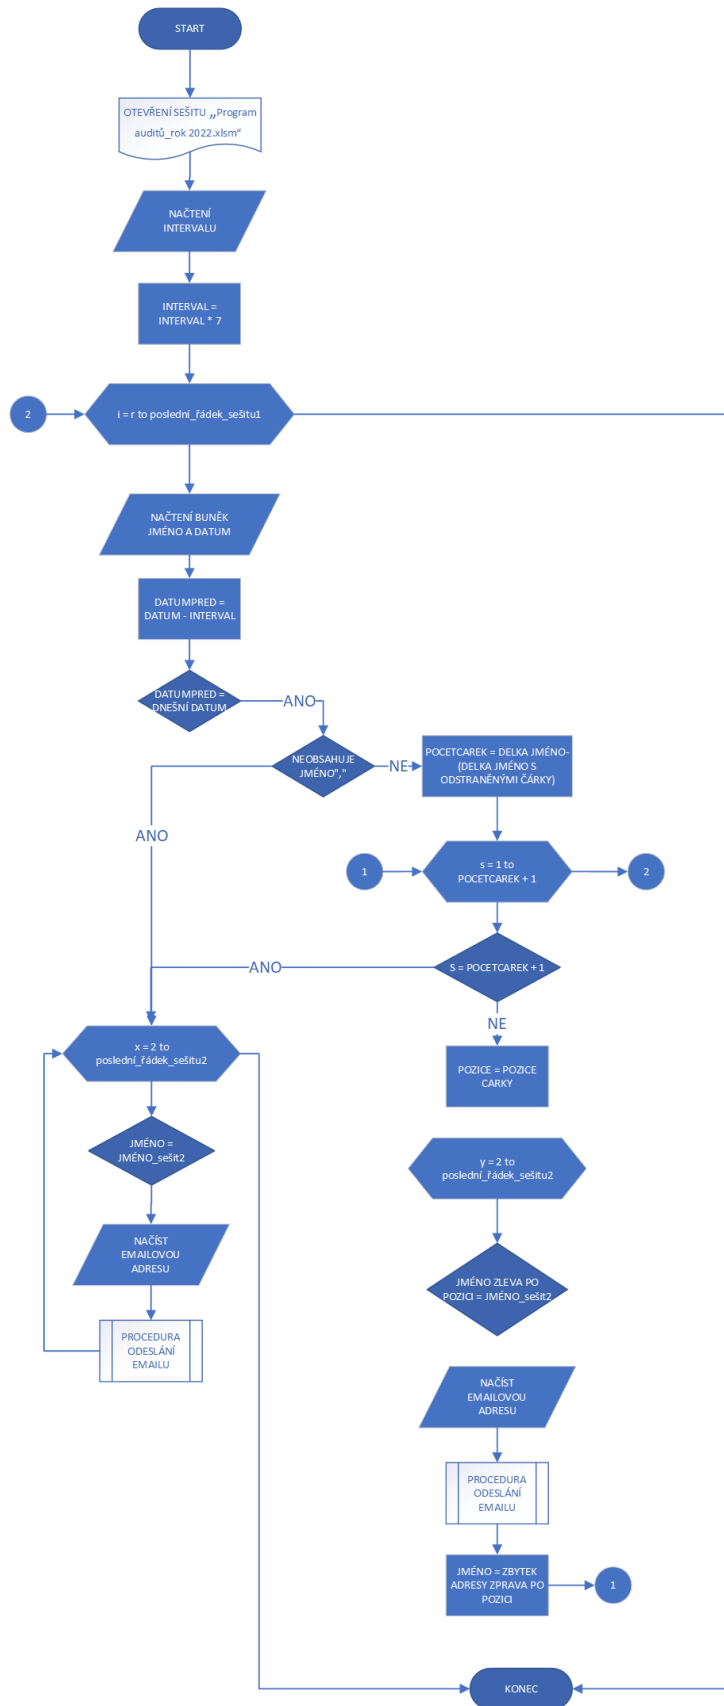 START
OTEVŘENÍ SEŠITU „Program
auditů_rok 2022.xlsm“
NAČTENÍ
INTERVALU
INTERVAL =
INTERVAL * 7
2
i = r to poslední_řádek_sešitu1
NAČTENÍ BUNĚK
JMÉNO A DATUM
DATUMPRED =
DATUM - INTERVAL
DATUMPRED =
DNEŠNÍ DATUM
ANO
NEOBSAHUJE
JMÉNO","
NE
POCETCAREK = DELKA JMÉNO-
(DELKA JMÉNO S
ODSTRANĚNÝMI ČÁRKY)
ANO
1
s = 1 to
POCETCAREK + 1
2
S = POCETCAREK + 1
ANO
NE
POZICE = POZICE
CARKY
x = 2 to
poslední_řádek_sešitu2
JMÉNO =
JMÉNO_sešit2
NAČÍST
EMAILOVOU
ADRESU
PROCEDURA
ODESLÁNÍ
EMAILU
y = 2 to
poslední_řádek_sešitu2
JMÉNO ZLEVA PO
POZICI = JMÉNO_sešit2
NAČÍST
EMAILOVOU
ADRESU
PROCEDURA
ODESLÁNÍ
EMAILU
JMÉNO = ZBYTEK
ADRESY ZPRAVA PO
POZICI
1
KONEC